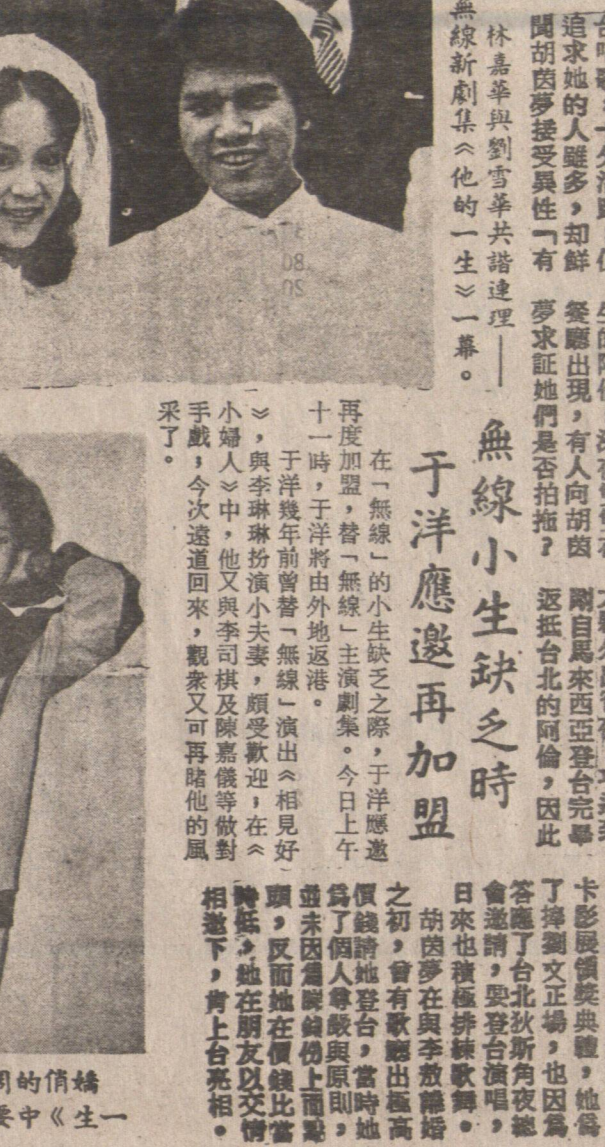 追求她的人雖多，却鮮
聞胡茵夢接受異性「有
餐廳出現，有人向胡茵
夢求証她們是否拍拖？
剛自馬來西亞登台完畢
返抵台北的阿倫，因此
卡影展頒獎典禮，她爲
了捧劉文正場，也因爲
答應了台北狄斯角夜總
會邀請，要登台演唱，
日來也積極排練歌舞。
胡茵夢在與李敖離婚
之初，曾有歌廳出極高
價錢請她登台，當時她
爲了個人尊嚴與原則，
並未因爲錢份上而點
頭，反而她在價錢比當
時低，她在朋友以交情
相邀下，肯上台亮相。
林嘉華與劉雪華共諧連理——
無線新劇集《他的一生》一幕。
無線小生缺乏時
于洋應邀再加盟
在「無線」的小生缺乏之際，于洋應邀
再度加盟，替「無線」主演劇集。今日上午
十一時，于洋將由外地返港。
于洋幾年前曾替「無線」演出《相見好
》，與李琳琳扮演小夫妻，頗受歡迎；在《
小婦人》中，他又與李司棋及陳嘉儀等做對
手戲；今次遠道回來，觀衆又可再睹他的風
采了。
的俏嬌
中《生一